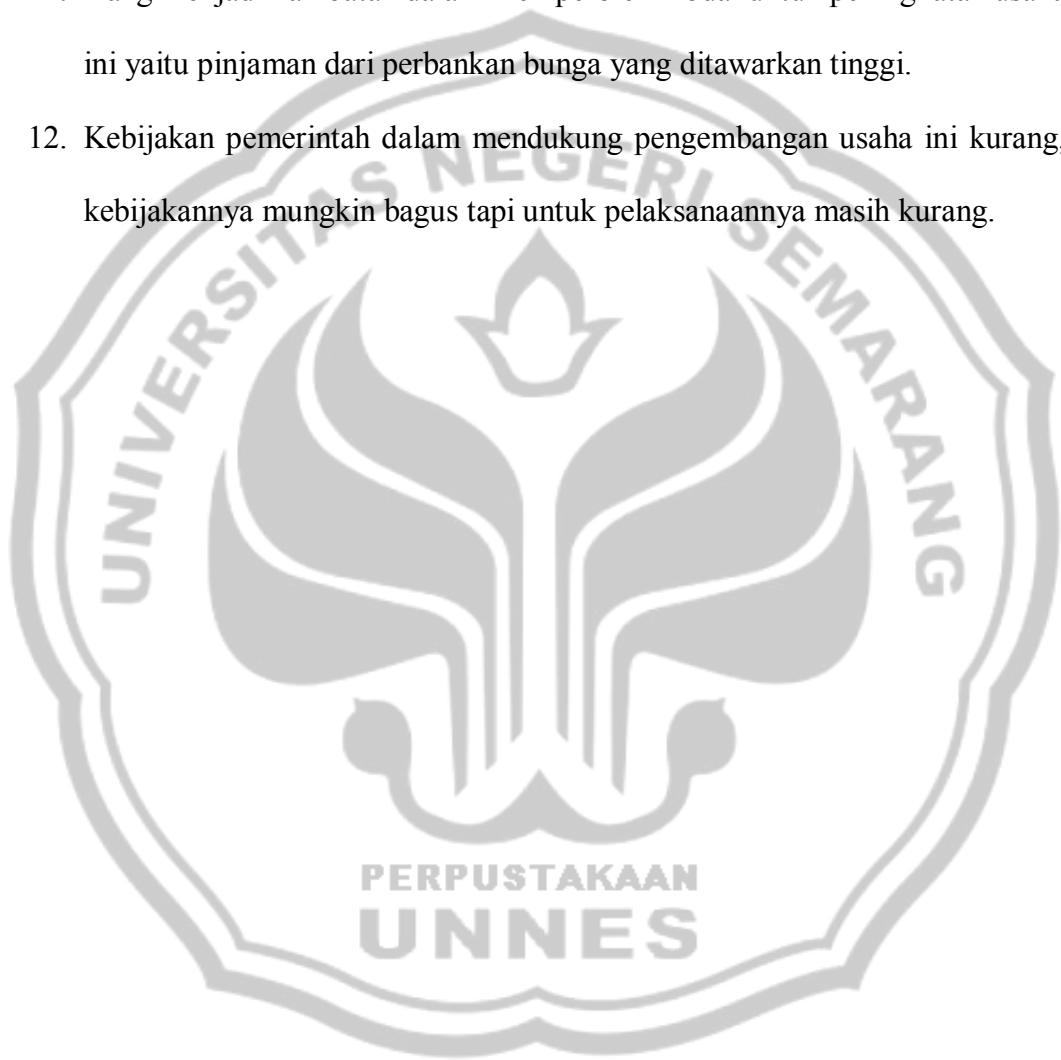 ini yaitu pinjaman dari perbankan bunga yang ditawarkan tinggi.
12. Kebijakan pemerintah dalam mendukung pengembangan usaha ini kurang,
kebijakannya mungkin bagus tapi untuk pelaksanaannya masih kurang.
UNIVERSITAS NEGERI SEMARANG
PERPUSTAKAAN
UNNES